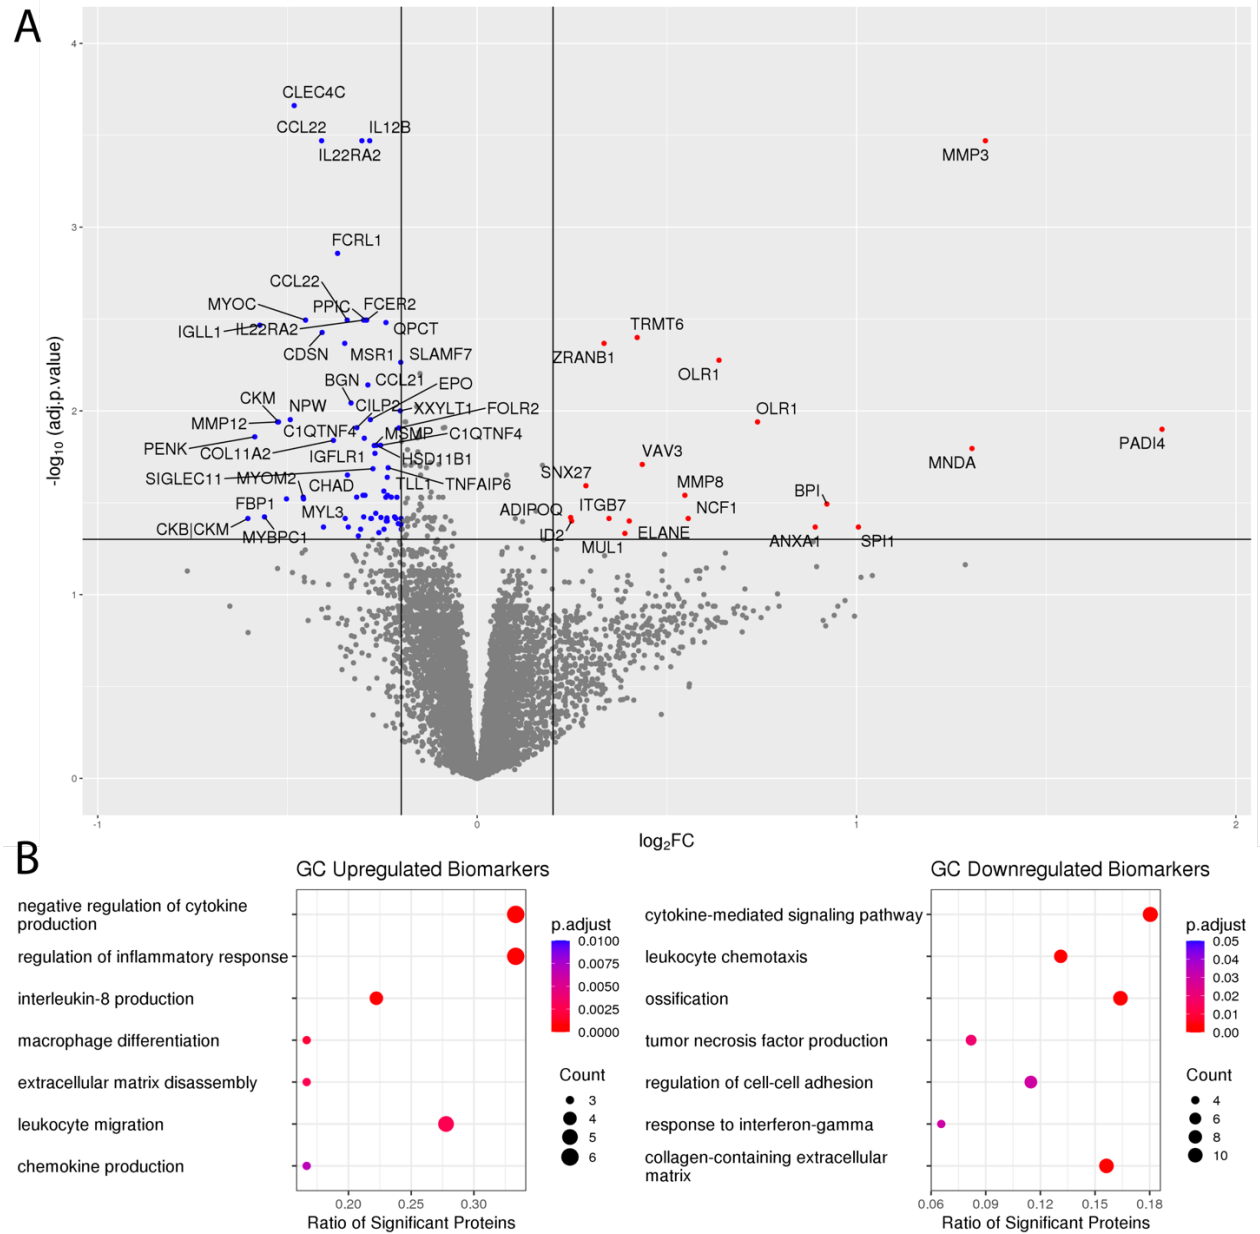 A
4
3
2
1
0
-log10 (adj.p.value)
CLEC4C
CCL22
IL12B
IL22RA2
MMP3
FCRL1
CCL22
MYOC
PPIC
FCER2
IGLL1
IL22RA2
QPCT
CDSN
MSR1
SLAMF7
TRMT6
ZRANB1
OLR1
BGN
CCL21
EPO
CKM
NPW
CILP2
XXYLT1
FOLR2
OLR1
MMP12
C1QTNF4
MSMP
C1QTNF4
PADI4
PENK
COL11A2
IGFLR1
HSD11B1
VAV3
MNDA
SIGLEC11
MYOM2
CHAD
TLL1
TNFAIP6
SNX27
MMP8
BPI
FBP1
MYL3
ADIPOQ
ITGB7
NCF1
CKB|CKM
MYBPC1
ID2
MUL1
ELANE
ANXA1
SPI1
-1
0
1
2
log2FC
B
GC Upregulated Biomarkers
negative regulation of cytokine
production
regulation of inflammatory response
interleukin-8 production
macrophage differentiation
extracellular matrix disassembly
leukocyte migration
chemokine production
0.20
0.25
0.30
Ratio of Significant Proteins
p.adjust
0.0100
0.0075
0.0050
0.0025
0.0000
Count
3
4
5
6
GC Downregulated Biomarkers
cytokine-mediated signaling pathway
leukocyte chemotaxis
ossification
tumor necrosis factor production
regulation of cell-cell adhesion
response to interferon-gamma
collagen-containing extracellular
matrix
0.06
0.09
0.12
0.15
0.18
Ratio of Significant Proteins
p.adjust
0.05
0.04
0.03
0.02
0.01
0.00
Count
4
6
8
10